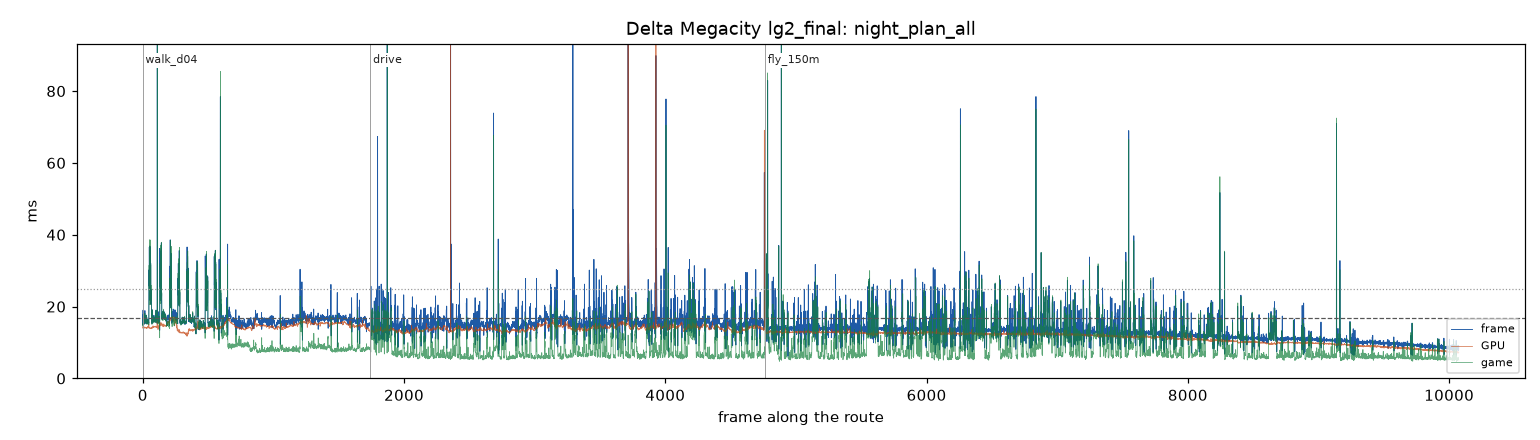 Delta Megacity lg2_final: night_plan_all
walk_d04
drive
fly_150m
80
60
40
20
0
ms
frame
GPU
game
0
2000
4000
6000
8000
10000
frame along the route